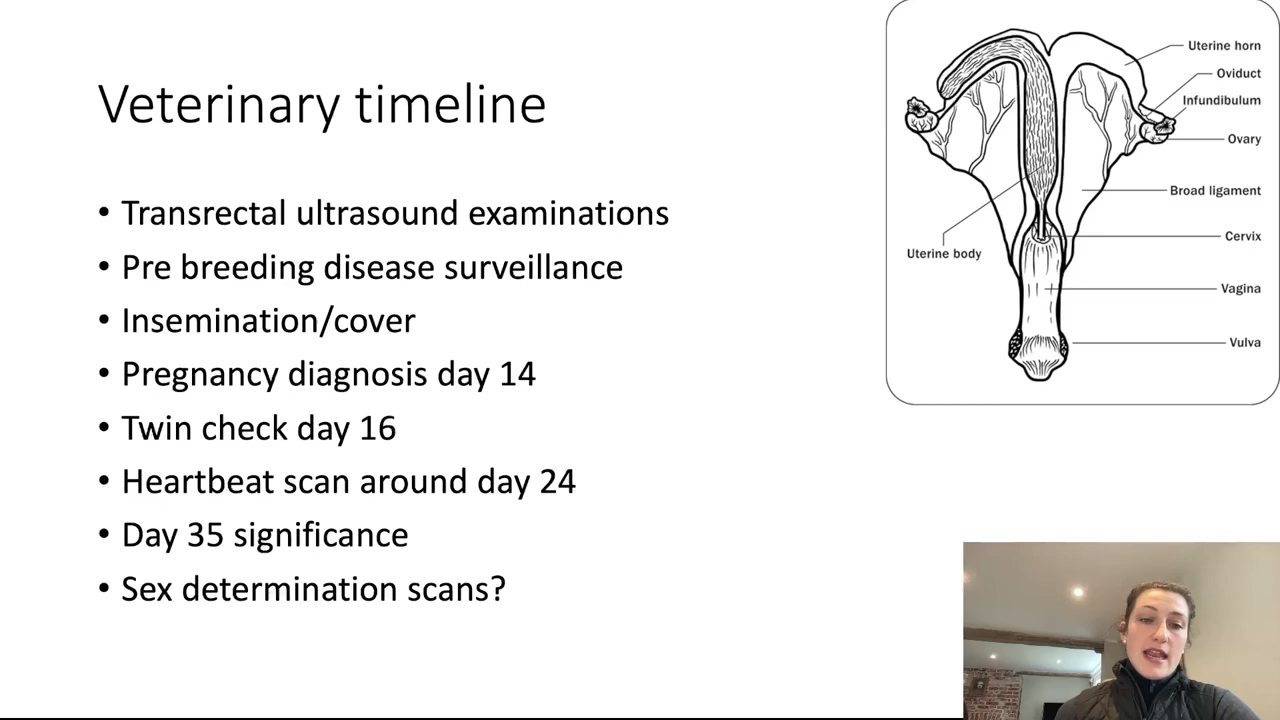 Veterinary timeline
• Transrectal ultrasound examinations
• Pre breeding disease surveillance
• Insemination/cover
• Pregnancy diagnosis day 14
• Twin check day 16
• Heartbeat scan around day 24
• Day 35 significance
• Sex determination scans?
Uterine horn
Oviduct
Infundibulum
Ovary
Broad ligament
Cervix
Uterine body
Vagina
Vulva